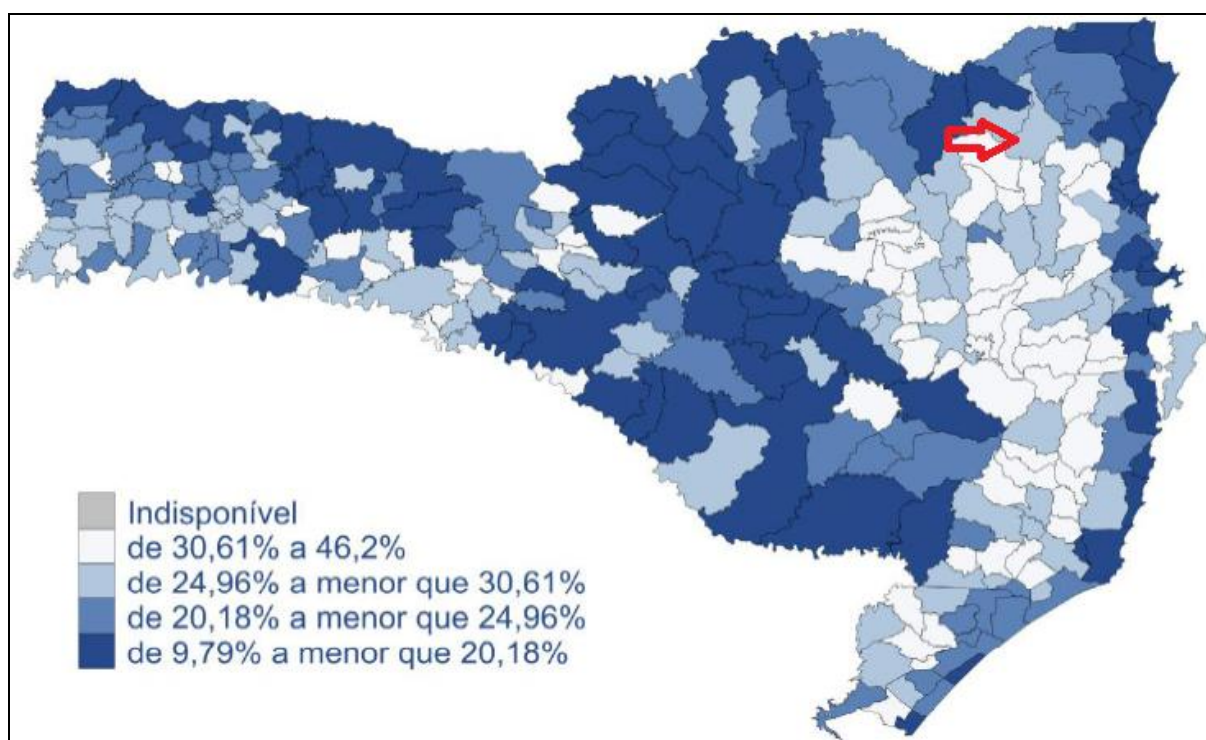 Indisponível
de 30,61% a 46,2%
de 24,96% a menor que 30,61%
de 20,18% a menor que 24,96%
de 9,79% a menor que 20,18%